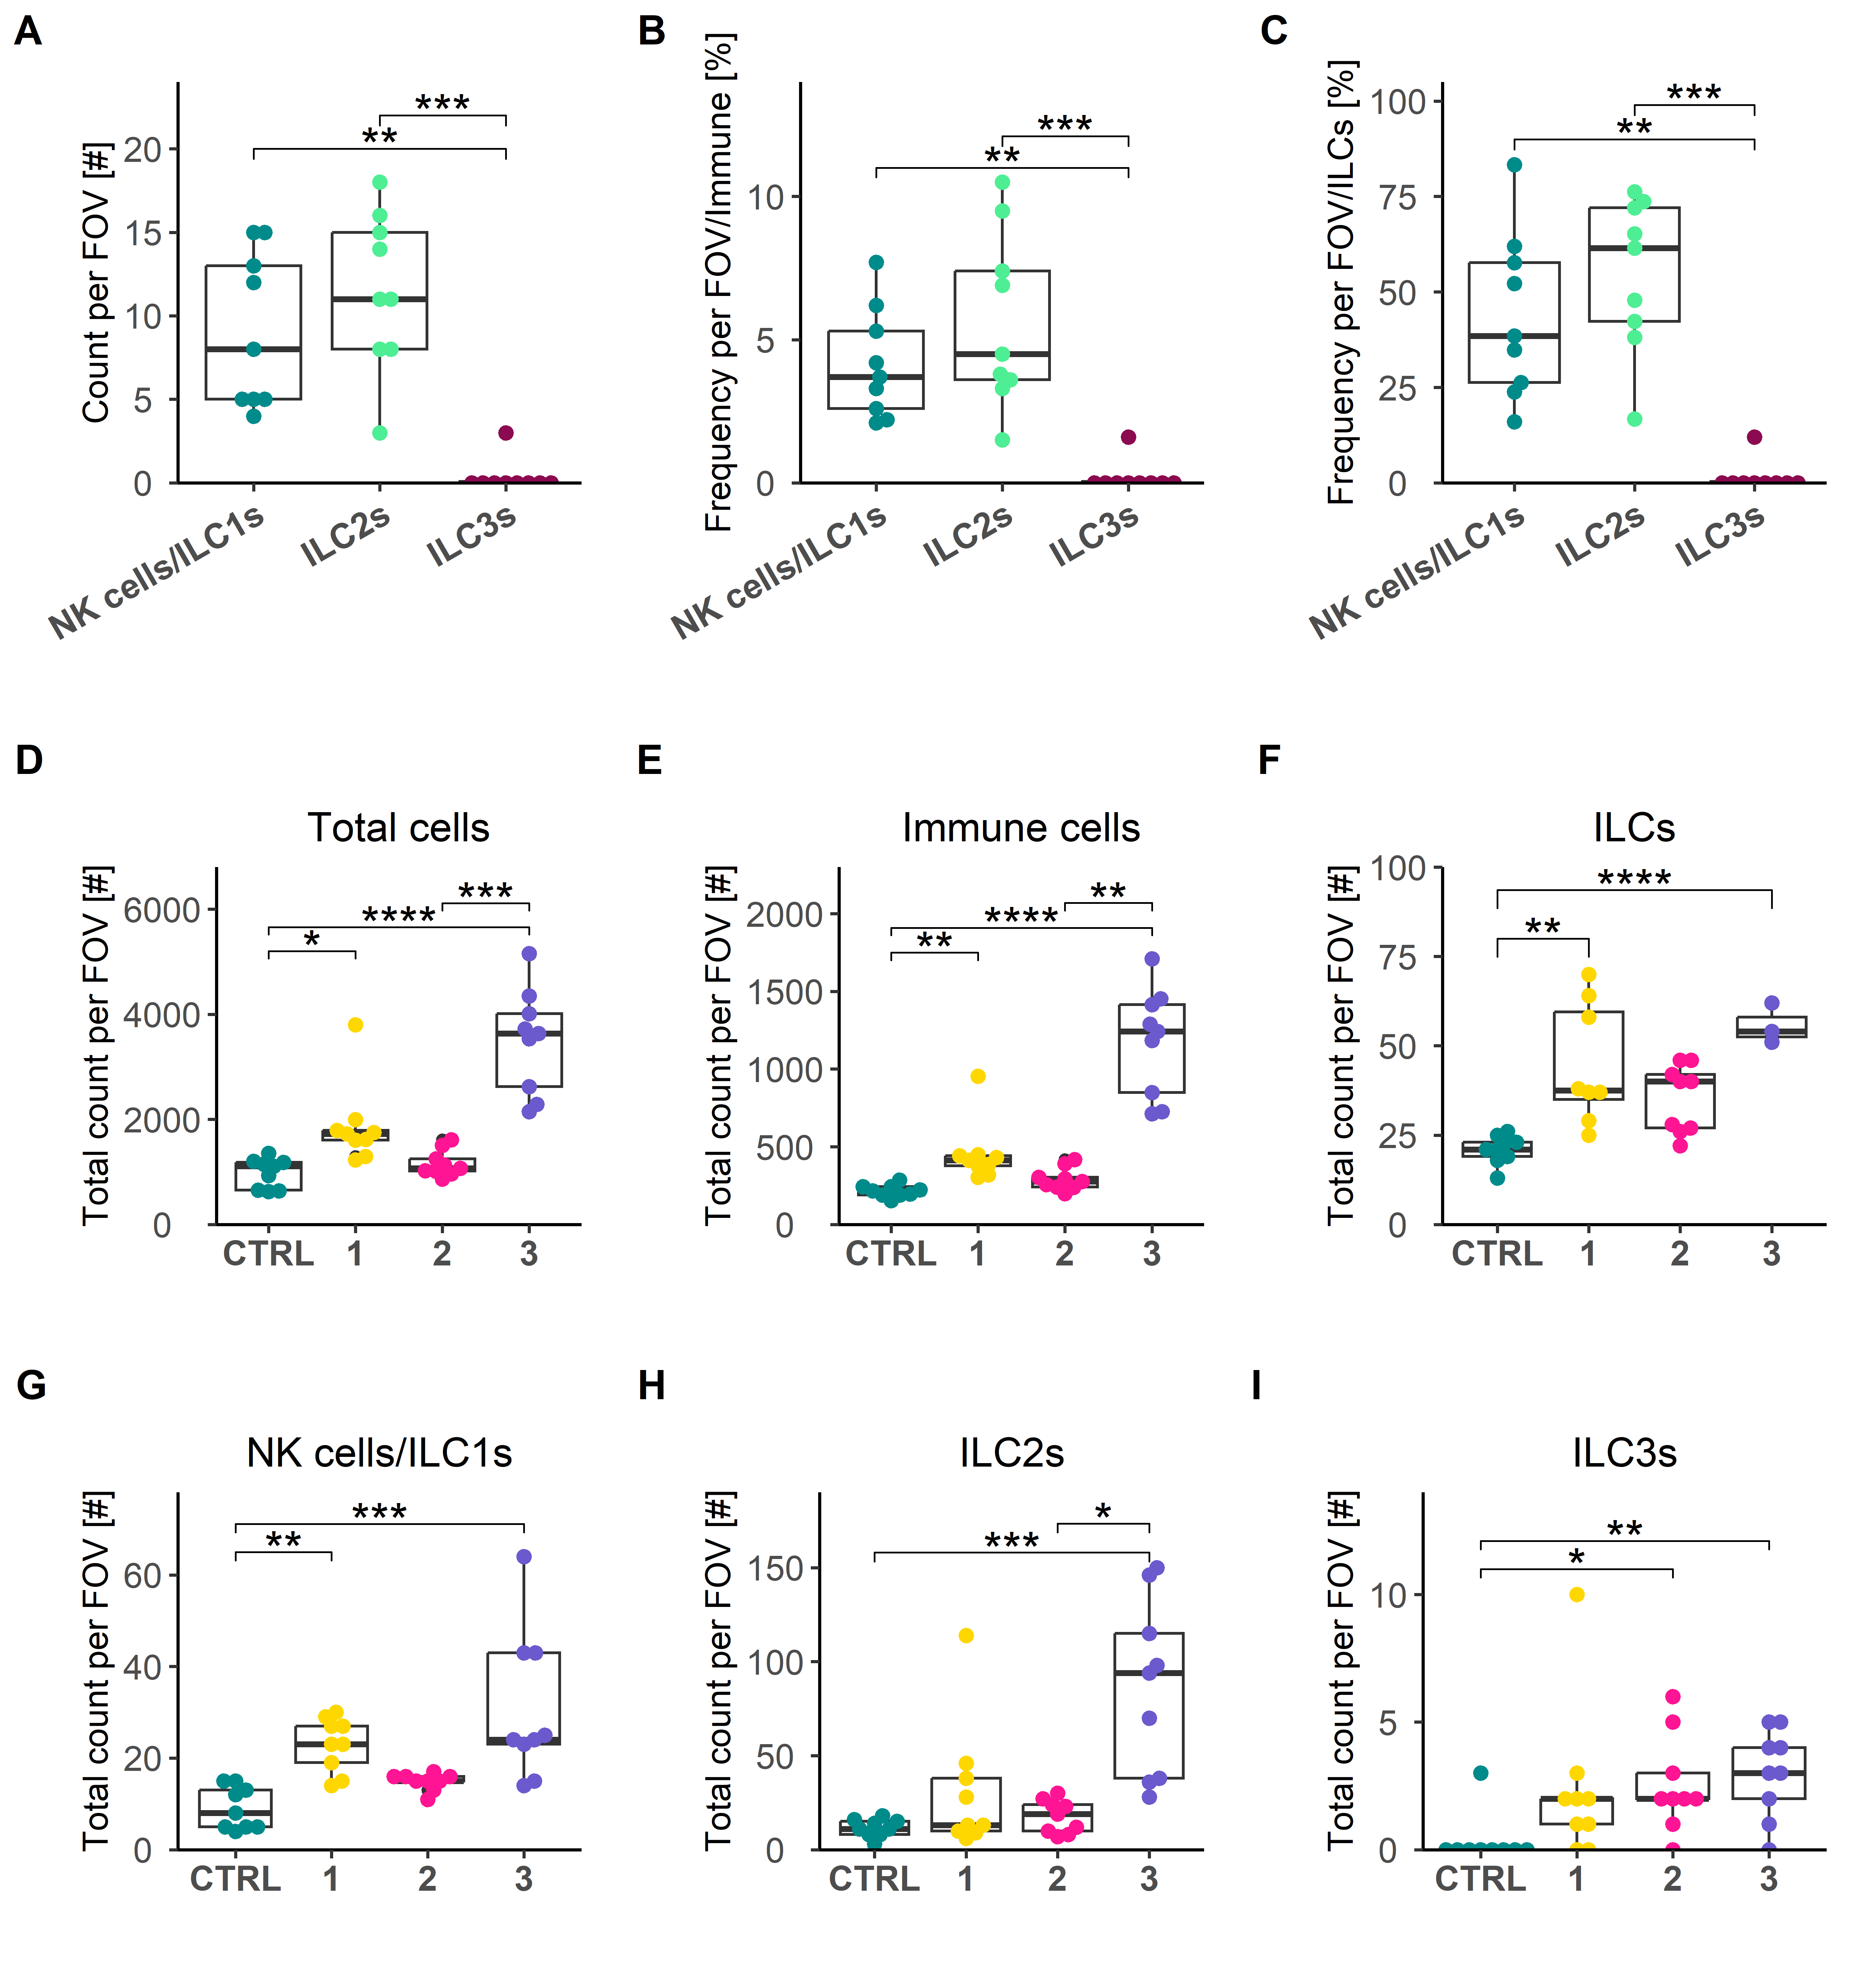 A
Count per FOV [#]
20
15
10
5
0
***
**
NK cells/ILC1s
ILC2s
ILC3s
B
Frequency per FOV/Immune [%]
10
5
0
***
**
NK cells/ILC1s
ILC2s
ILC3s
C
Frequency per FOV/ILCs [%]
100
75
50
25
0
***
**
NK cells/ILC1s
ILC2s
ILC3s
D
Total cells
Total count per FOV [#]
6000
4000
2000
0
***
****
*
CTRL 1 2 3
E
Immune cells
Total count per FOV [#]
2000
1500
1000
500
0
**
****
**
CTRL 1 2 3
F
ILCs
Total count per FOV [#]
100
75
50
25
0
****
**
CTRL 1 2 3
G
NK cells/ILC1s
Total count per FOV [#]
60
40
20
0
***
**
CTRL 1 2 3
H
ILC2s
Total count per FOV [#]
150
100
50
0
*
***
CTRL 1 2 3
I
ILC3s
Total count per FOV [#]
10
5
0
**
*
CTRL 1 2 3